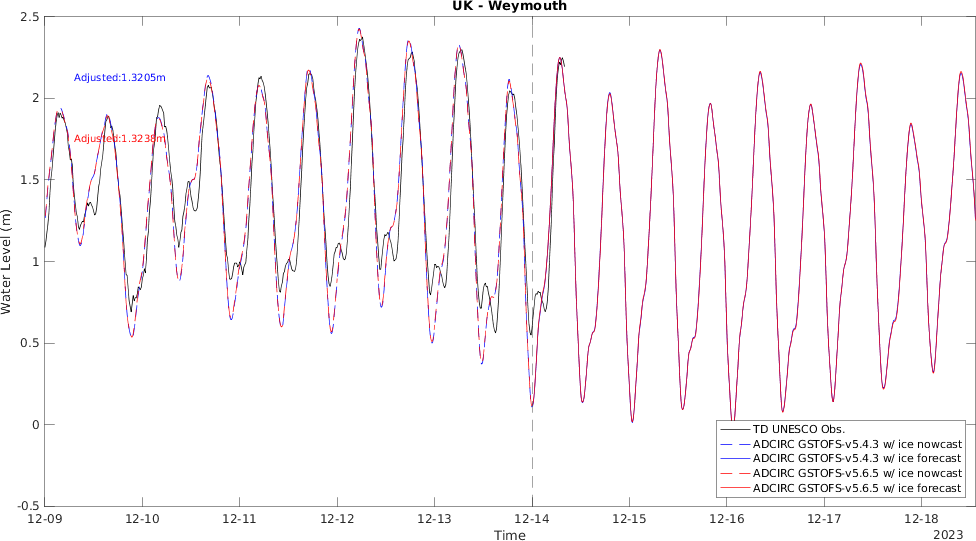 UK - Weymouth
2.5
2
1.5
1
0.5
0
-0.5
Water Level (m)
Adjusted:1.3205m
Adjusted:1.3238m
TD UNESCO Obs.
ADCIRC GSTOFS-v5.4.3 w/ ice nowcast
ADCIRC GSTOFS-v5.4.3 w/ ice forecast
ADCIRC GSTOFS-v5.6.5 w/ ice nowcast
ADCIRC GSTOFS-v5.6.5 w/ ice forecast
12-09 12-10 12-11 12-12 12-13 12-14 12-15 12-16 12-17 12-18
Time
2023